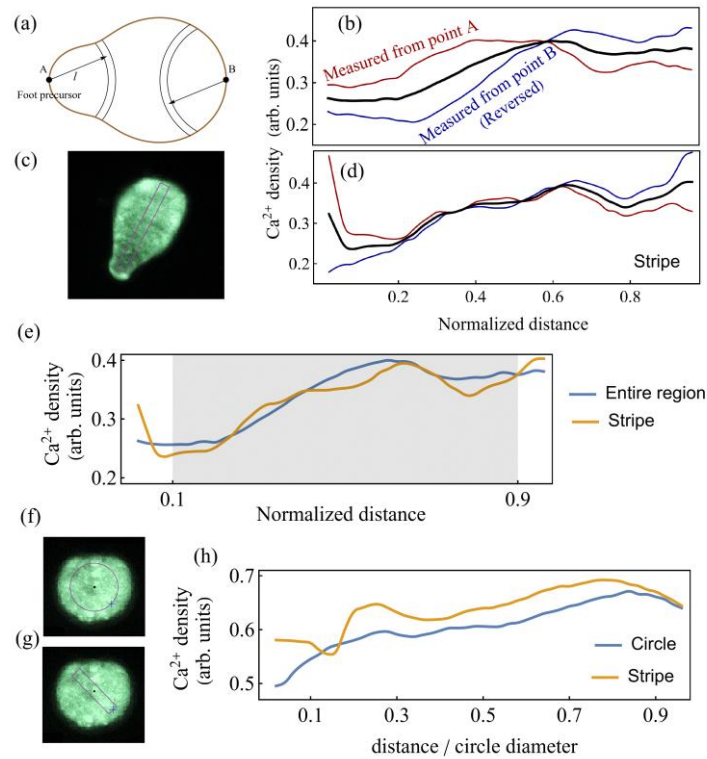 (a)
A
B
l
Foot precursor
(b)
(arb. units)
0.4
0.3
0.2
Measured from point A
Measured from point B
(Reversed)
(c)
(d)
Ca²⁺ density
0.4
0.3
0.2
Stripe
0.2 0.4 0.6 0.8
Normalized distance
(e)
Ca²⁺ density
(arb. units)
0.4
0.3
0.2
0.1 0.9
Normalized distance
Entire region
Stripe
(f)
(g)
(h)
Ca²⁺ density
(arb. units)
0.7
0.6
0.5
Circle
Stripe
0.1 0.3 0.5 0.7 0.9
distance / circle diameter